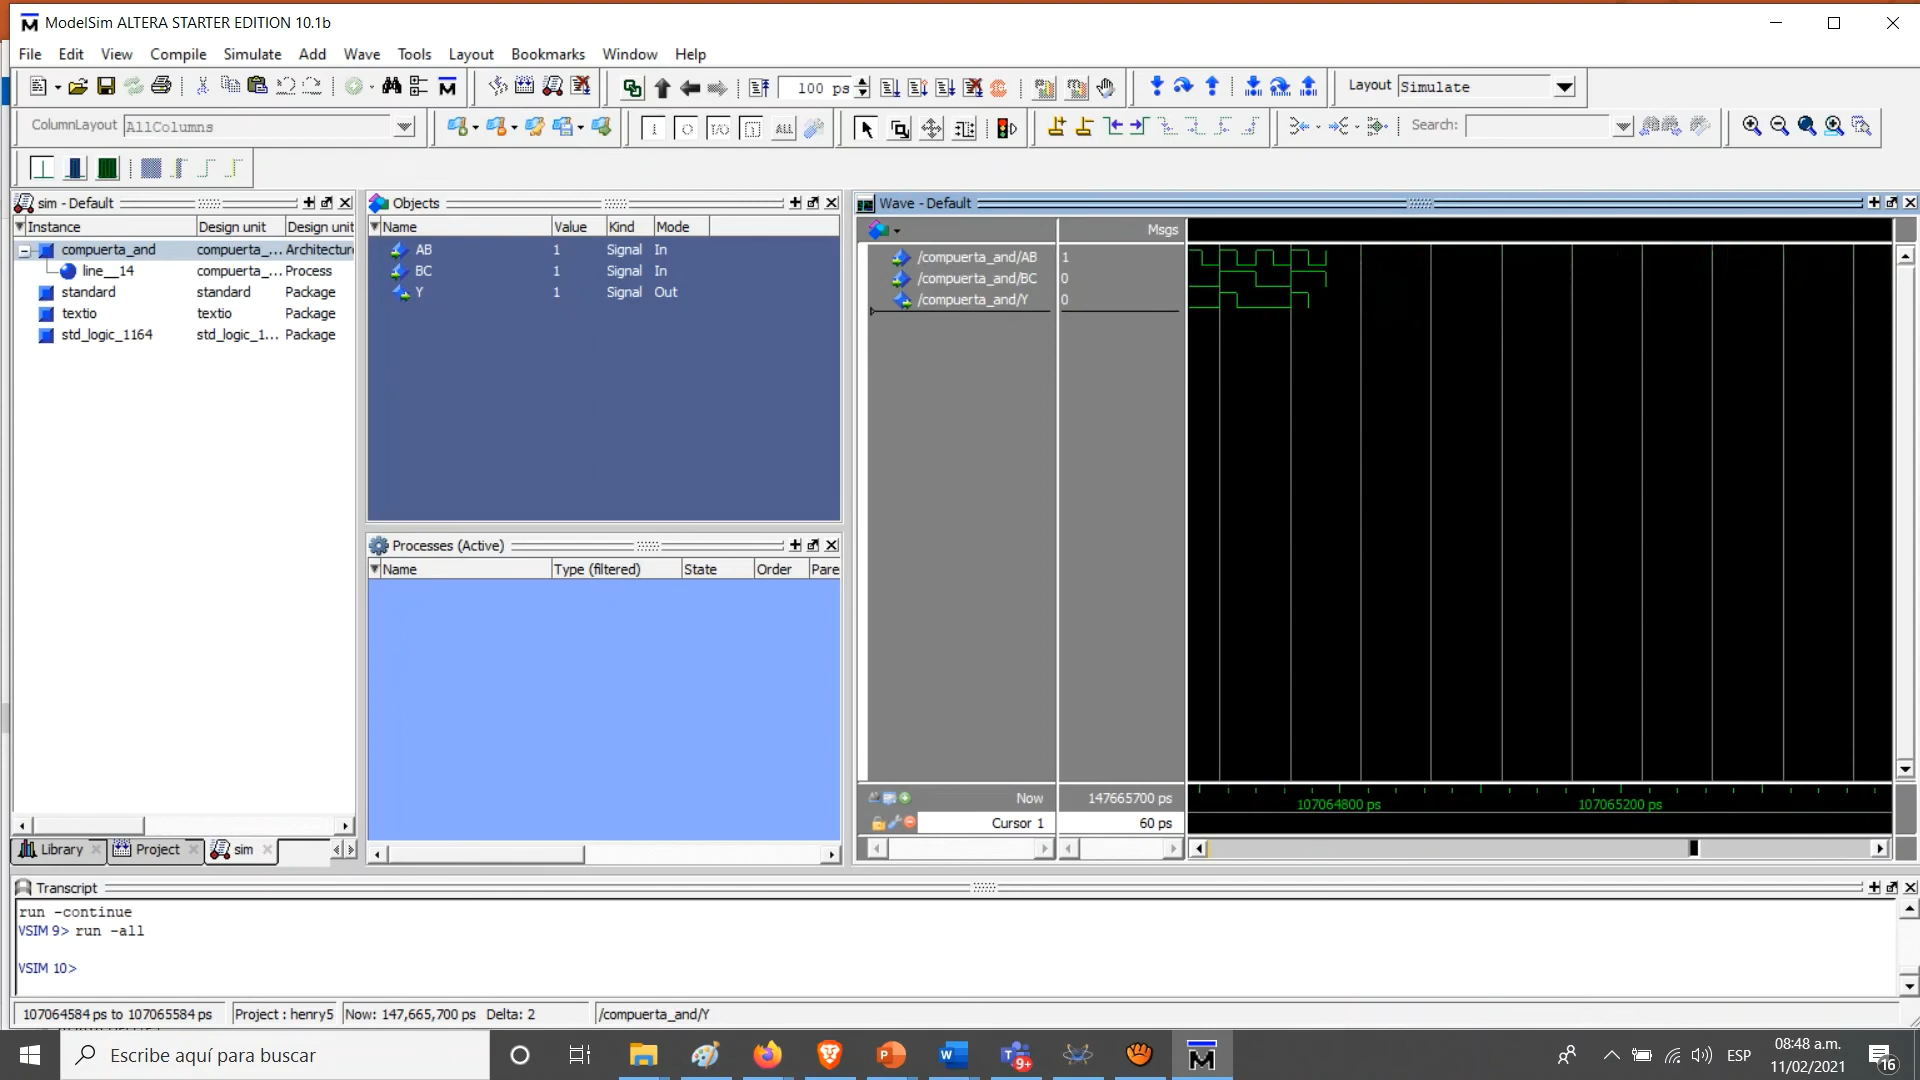 ModelSim ALTERA STARTER EDITION 10.1b
File Edit View Compile Simulate Add Wave Tools Layout Bookmarks Window Help
100 ps
Layout Simulate
ColumnLayout AllColumns
ALL
Search:
sim - Default
Instance Design unit Design unit
compuerta_and compuerta_... Architecture
line__14 compuerta_... Process
standard standard Package
textio textio Package
std_logic_1164 std_logic_1... Package
Library Project sim
Objects
Name Value Kind Mode
AB 1 Signal In
BC 1 Signal In
Y 1 Signal Out
Processes (Active)
Name Type (filtered) State Order Pare
Wave - Default
Msgs
/compuerta_and/AB 1
/compuerta_and/BC 0
/compuerta_and/Y 0
Now 147665700 ps 107064800 ps 107065200 ps
Cursor 1 60 ps
Transcript
run -continue
VSIM 9> run -all
VSIM 10>
107064584 ps to 107065584 ps Project : henry5 Now: 147,665,700 ps Delta: 2 /compuerta_and/Y
Escribe aquí para buscar
9+
ESP
08:48 a.m.
11/02/2021
16